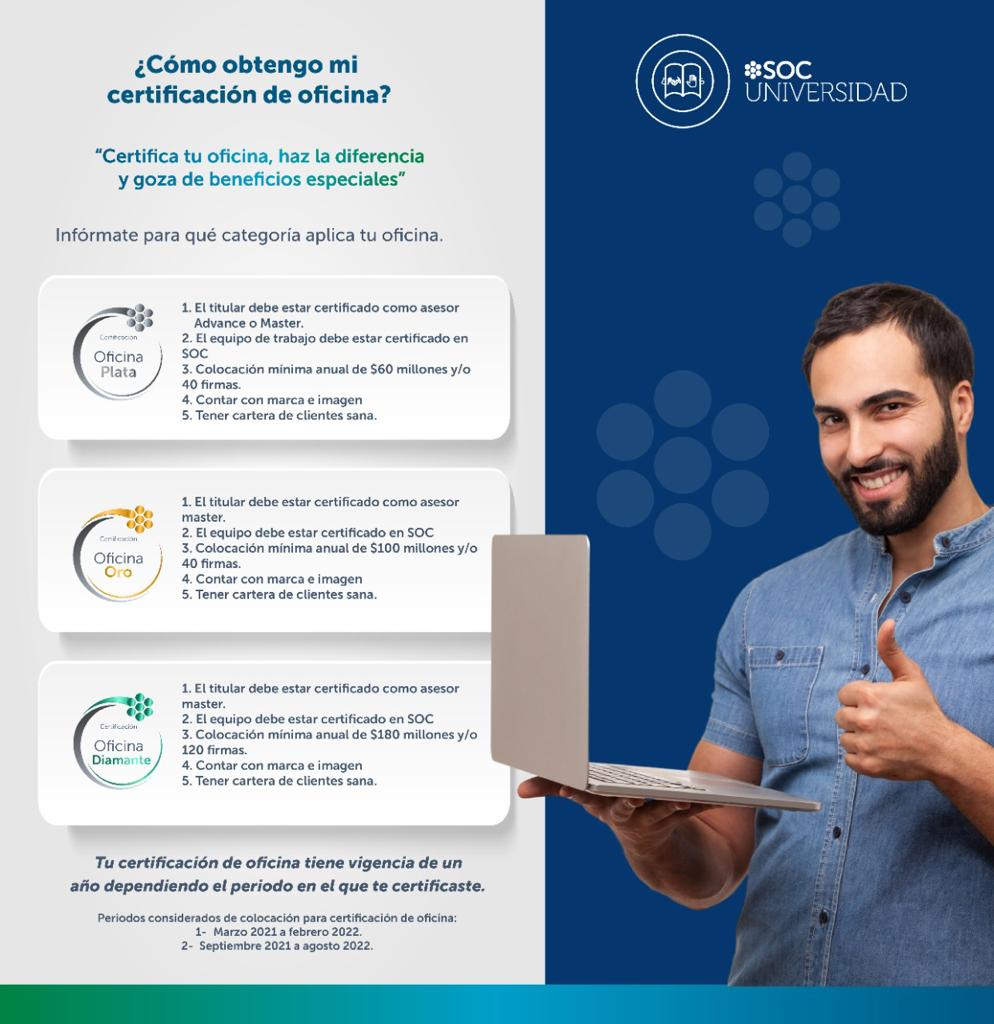 ¿Cómo obtengo mi
certificación de oficina?
“Certifica tu oficina, haz la diferencia
y goza de beneficios especiales”
Infórmate para qué categoría aplica tu oficina.
Certificación
Oficina
Plata
1. El titular debe estar certificado como asesor
Advance o Master.
2. El equipo de trabajo debe estar certificado en
SOC
3. Colocación mínima anual de $60 millones y/o
40 firmas.
4. Contar con marca e imagen
5. Tener cartera de clientes sana.
Certificación
Oficina
Oro
1. El titular debe estar certificado como asesor
master.
2. El equipo debe estar certificado en SOC
3. Colocación mínima anual de $100 millones y/o
40 firmas.
4. Contar con marca e imagen
5. Tener cartera de clientes sana.
Certificación
Oficina
Diamante
1. El titular debe estar certificado como asesor
master.
2. El equipo debe estar certificado en SOC
3. Colocación mínima anual de $180 millones y/o
120 firmas.
4. Contar con marca e imagen
5. Tener cartera de clientes sana.
Tu certificación de oficina tiene vigencia de un
año dependiendo el periodo en el que te certificaste.
Periodos considerados de colocación para certificación de oficina:
1- Marzo 2021 a febrero 2022.
2- Septiembre 2021 a agosto 2022.
SOC
UNIVERSIDAD